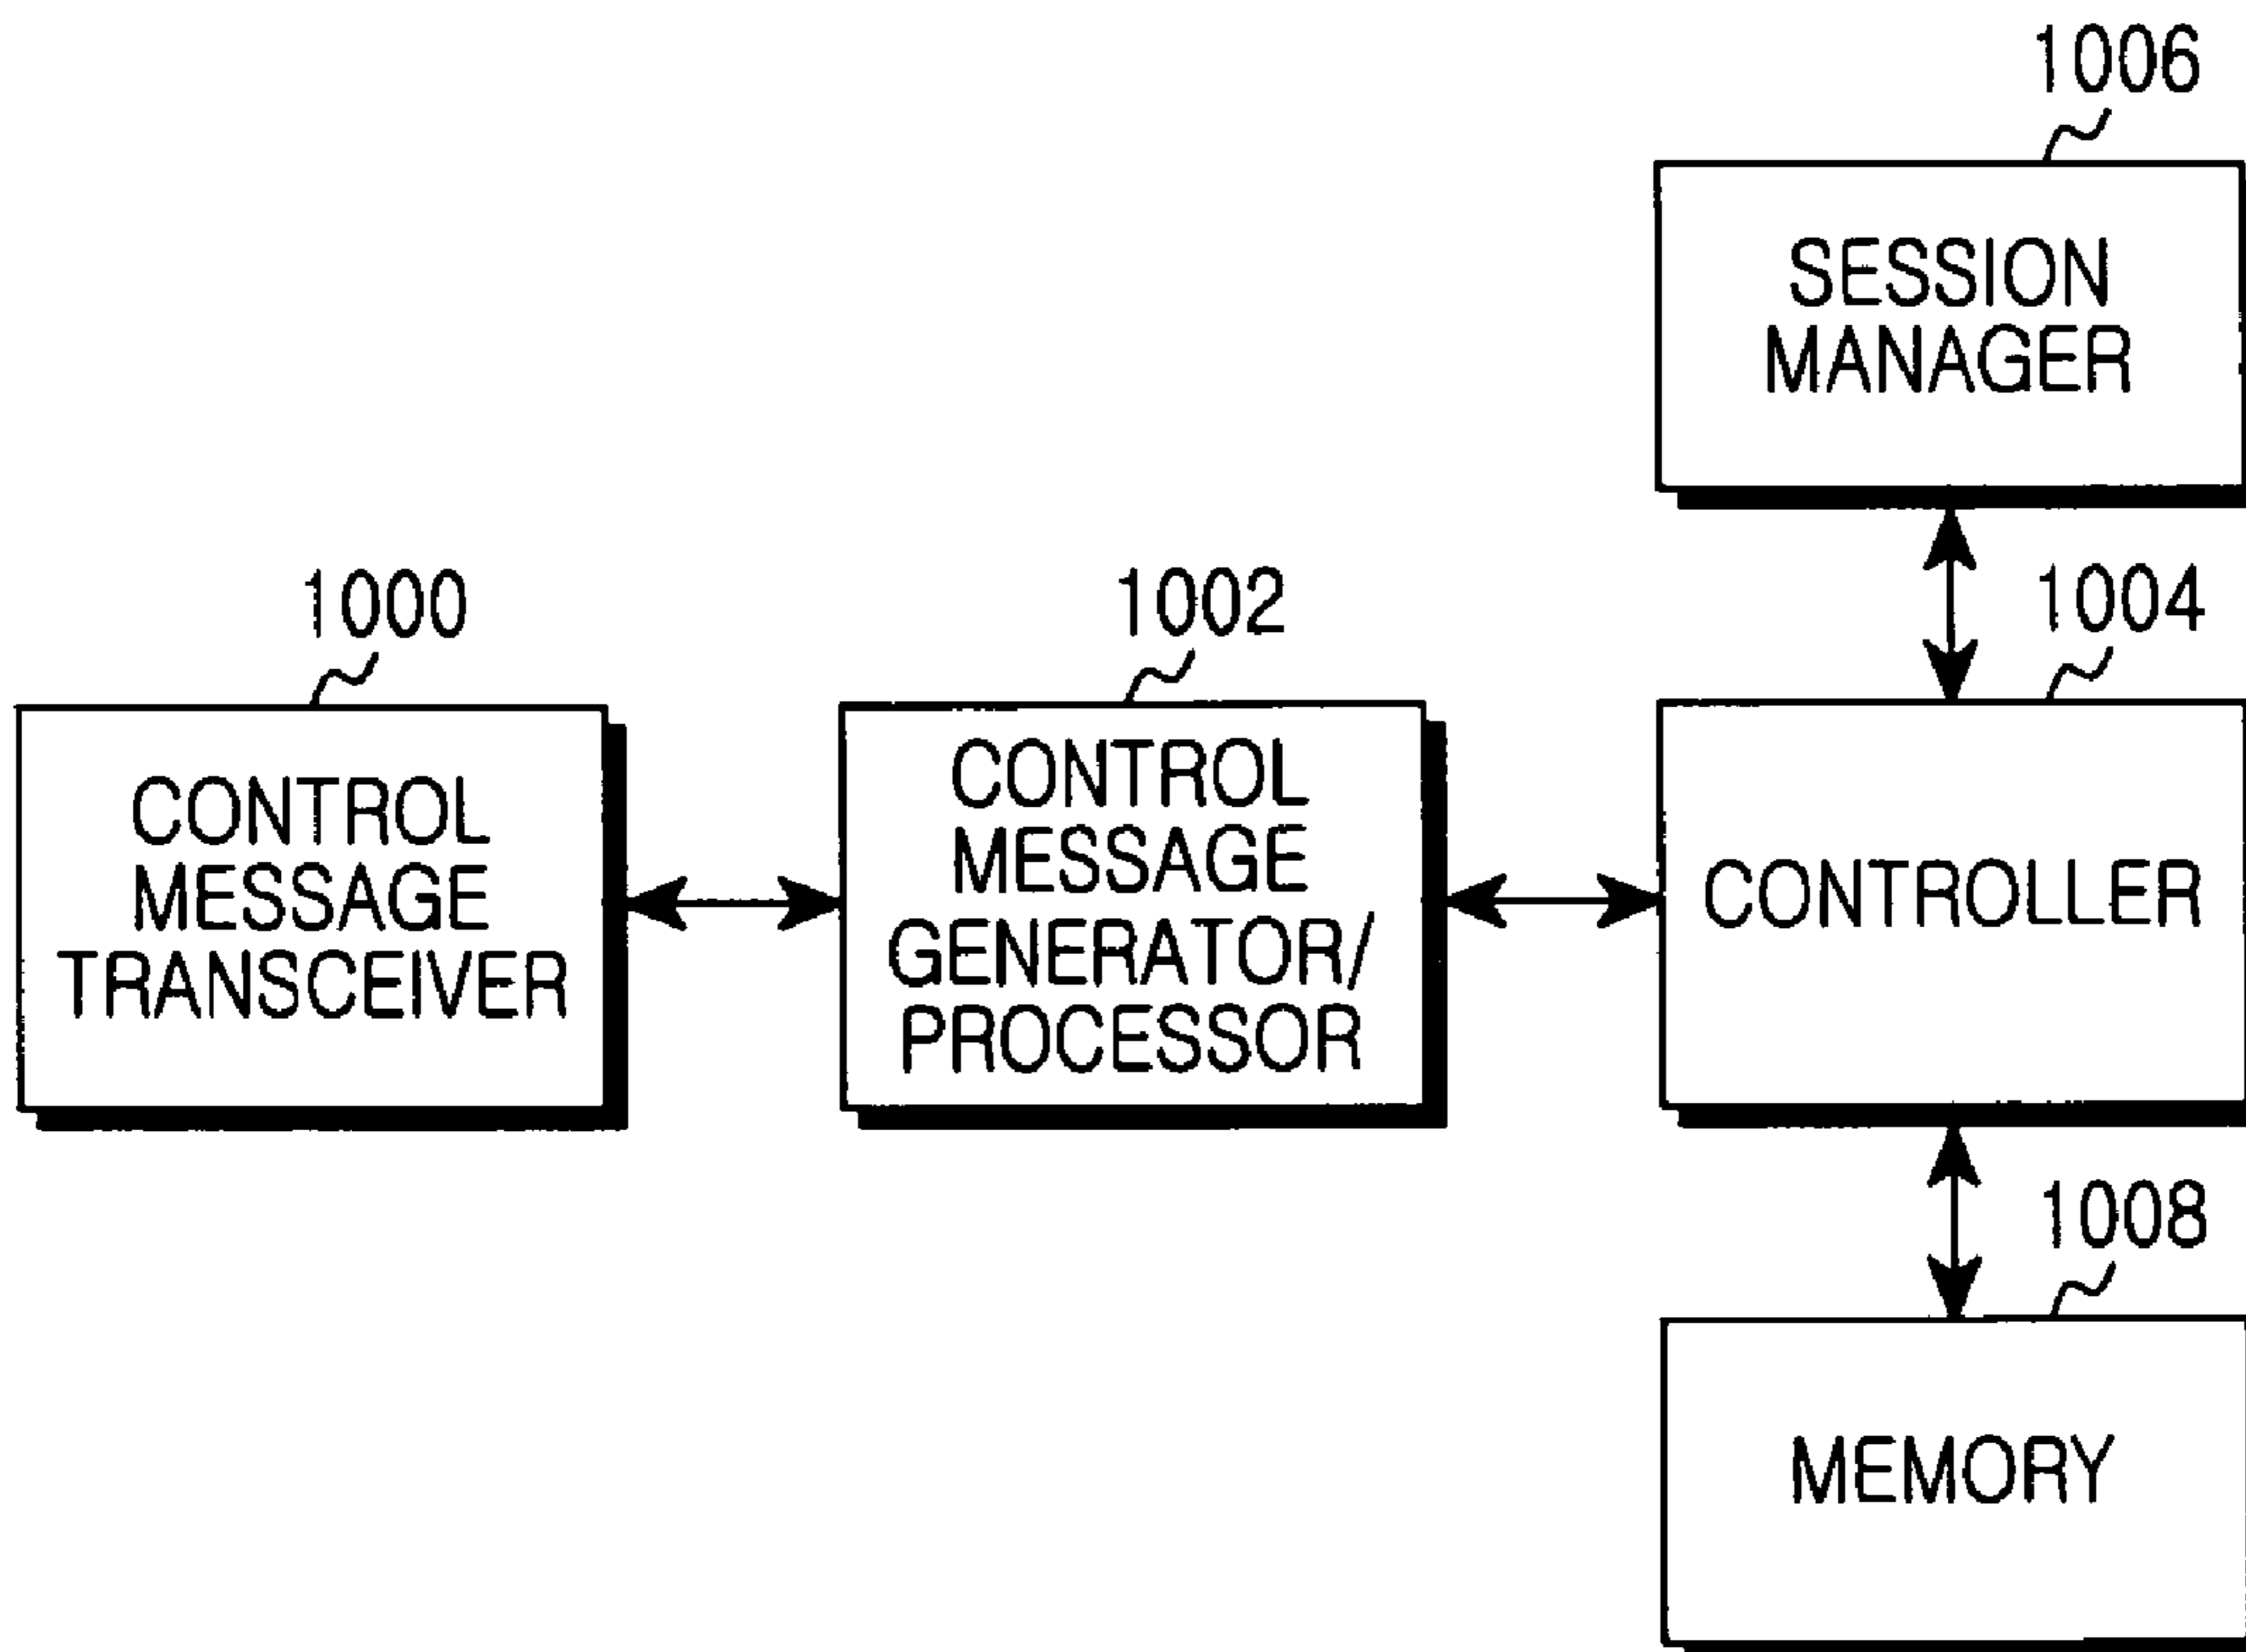 1006
SESSION
MANAGER
1000
1002
1004
CONTROL
MESSAGE
TRANSCEIVER
CONTROL
MESSAGE
GENERATOR/
PROCESSOR
CONTROLLER
1008
MEMORY